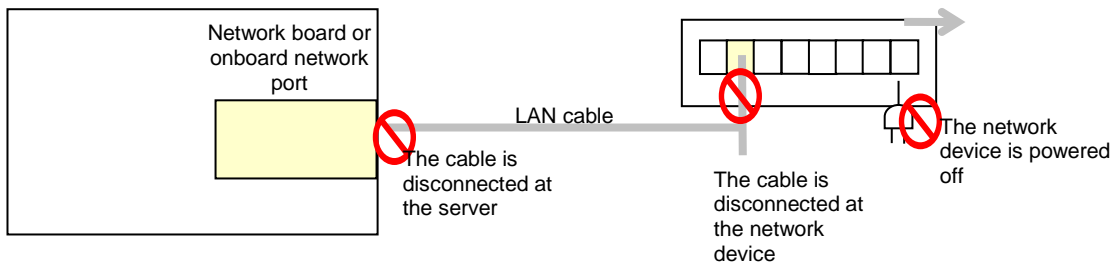 Network board or
onboard network
port
LAN cable
The cable is
disconnected at
the server
The cable is
disconnected at
the network
device
The network
device is powered
off